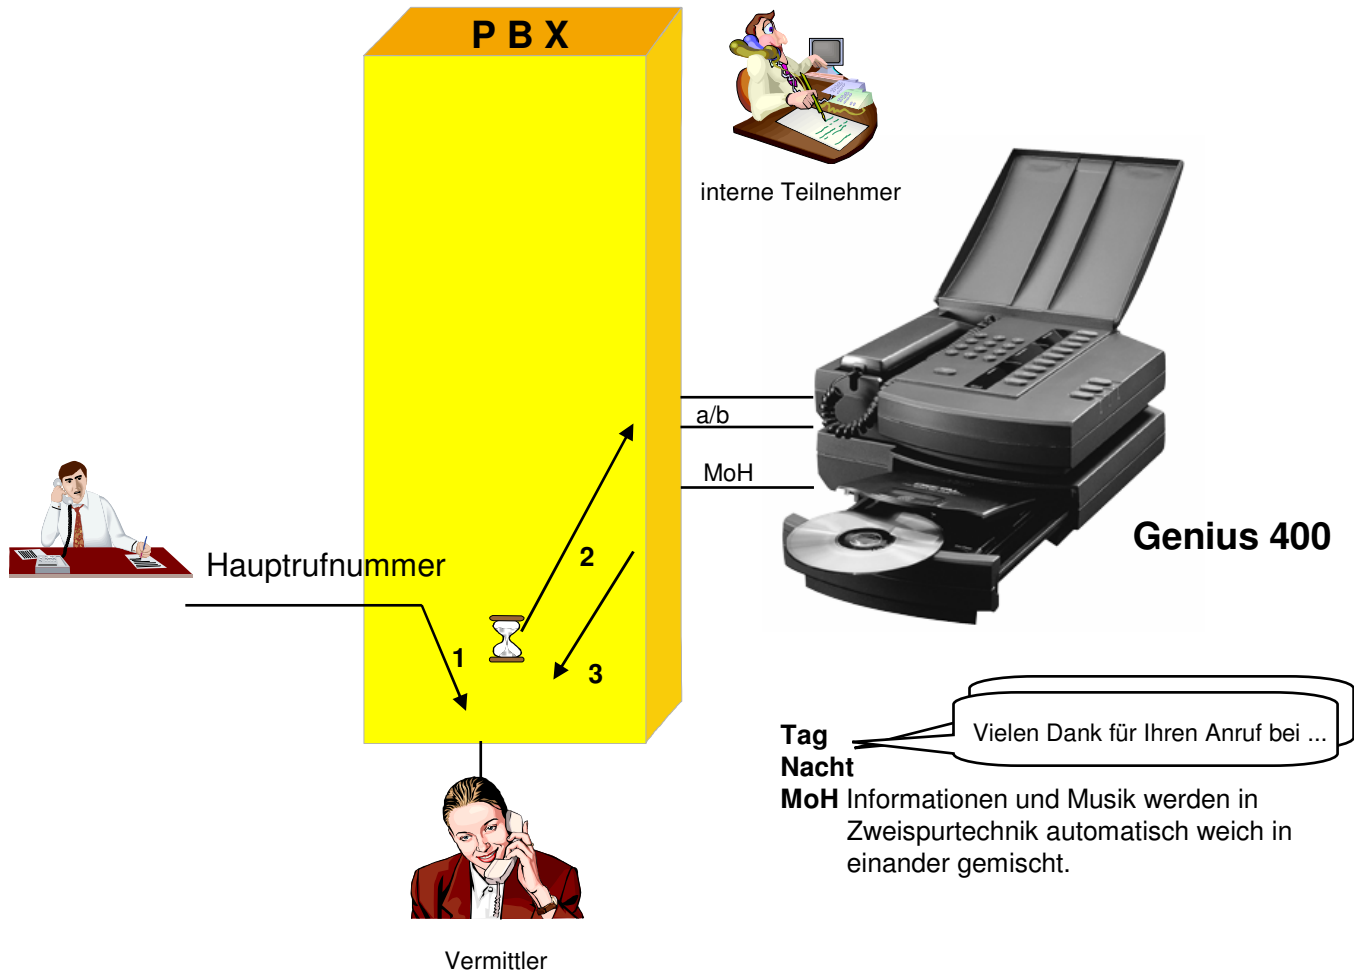 P B X
interne Teilnehmer
a/b
MoH
Genius 400
Hauptrufnummer
2
1
3
Vielen Dank für Ihren Anruf bei ...
Tag
Nacht
MoH Informationen und Musik werden in
Zweispurtechnik automatisch weich in
einander gemischt.
Vermittler